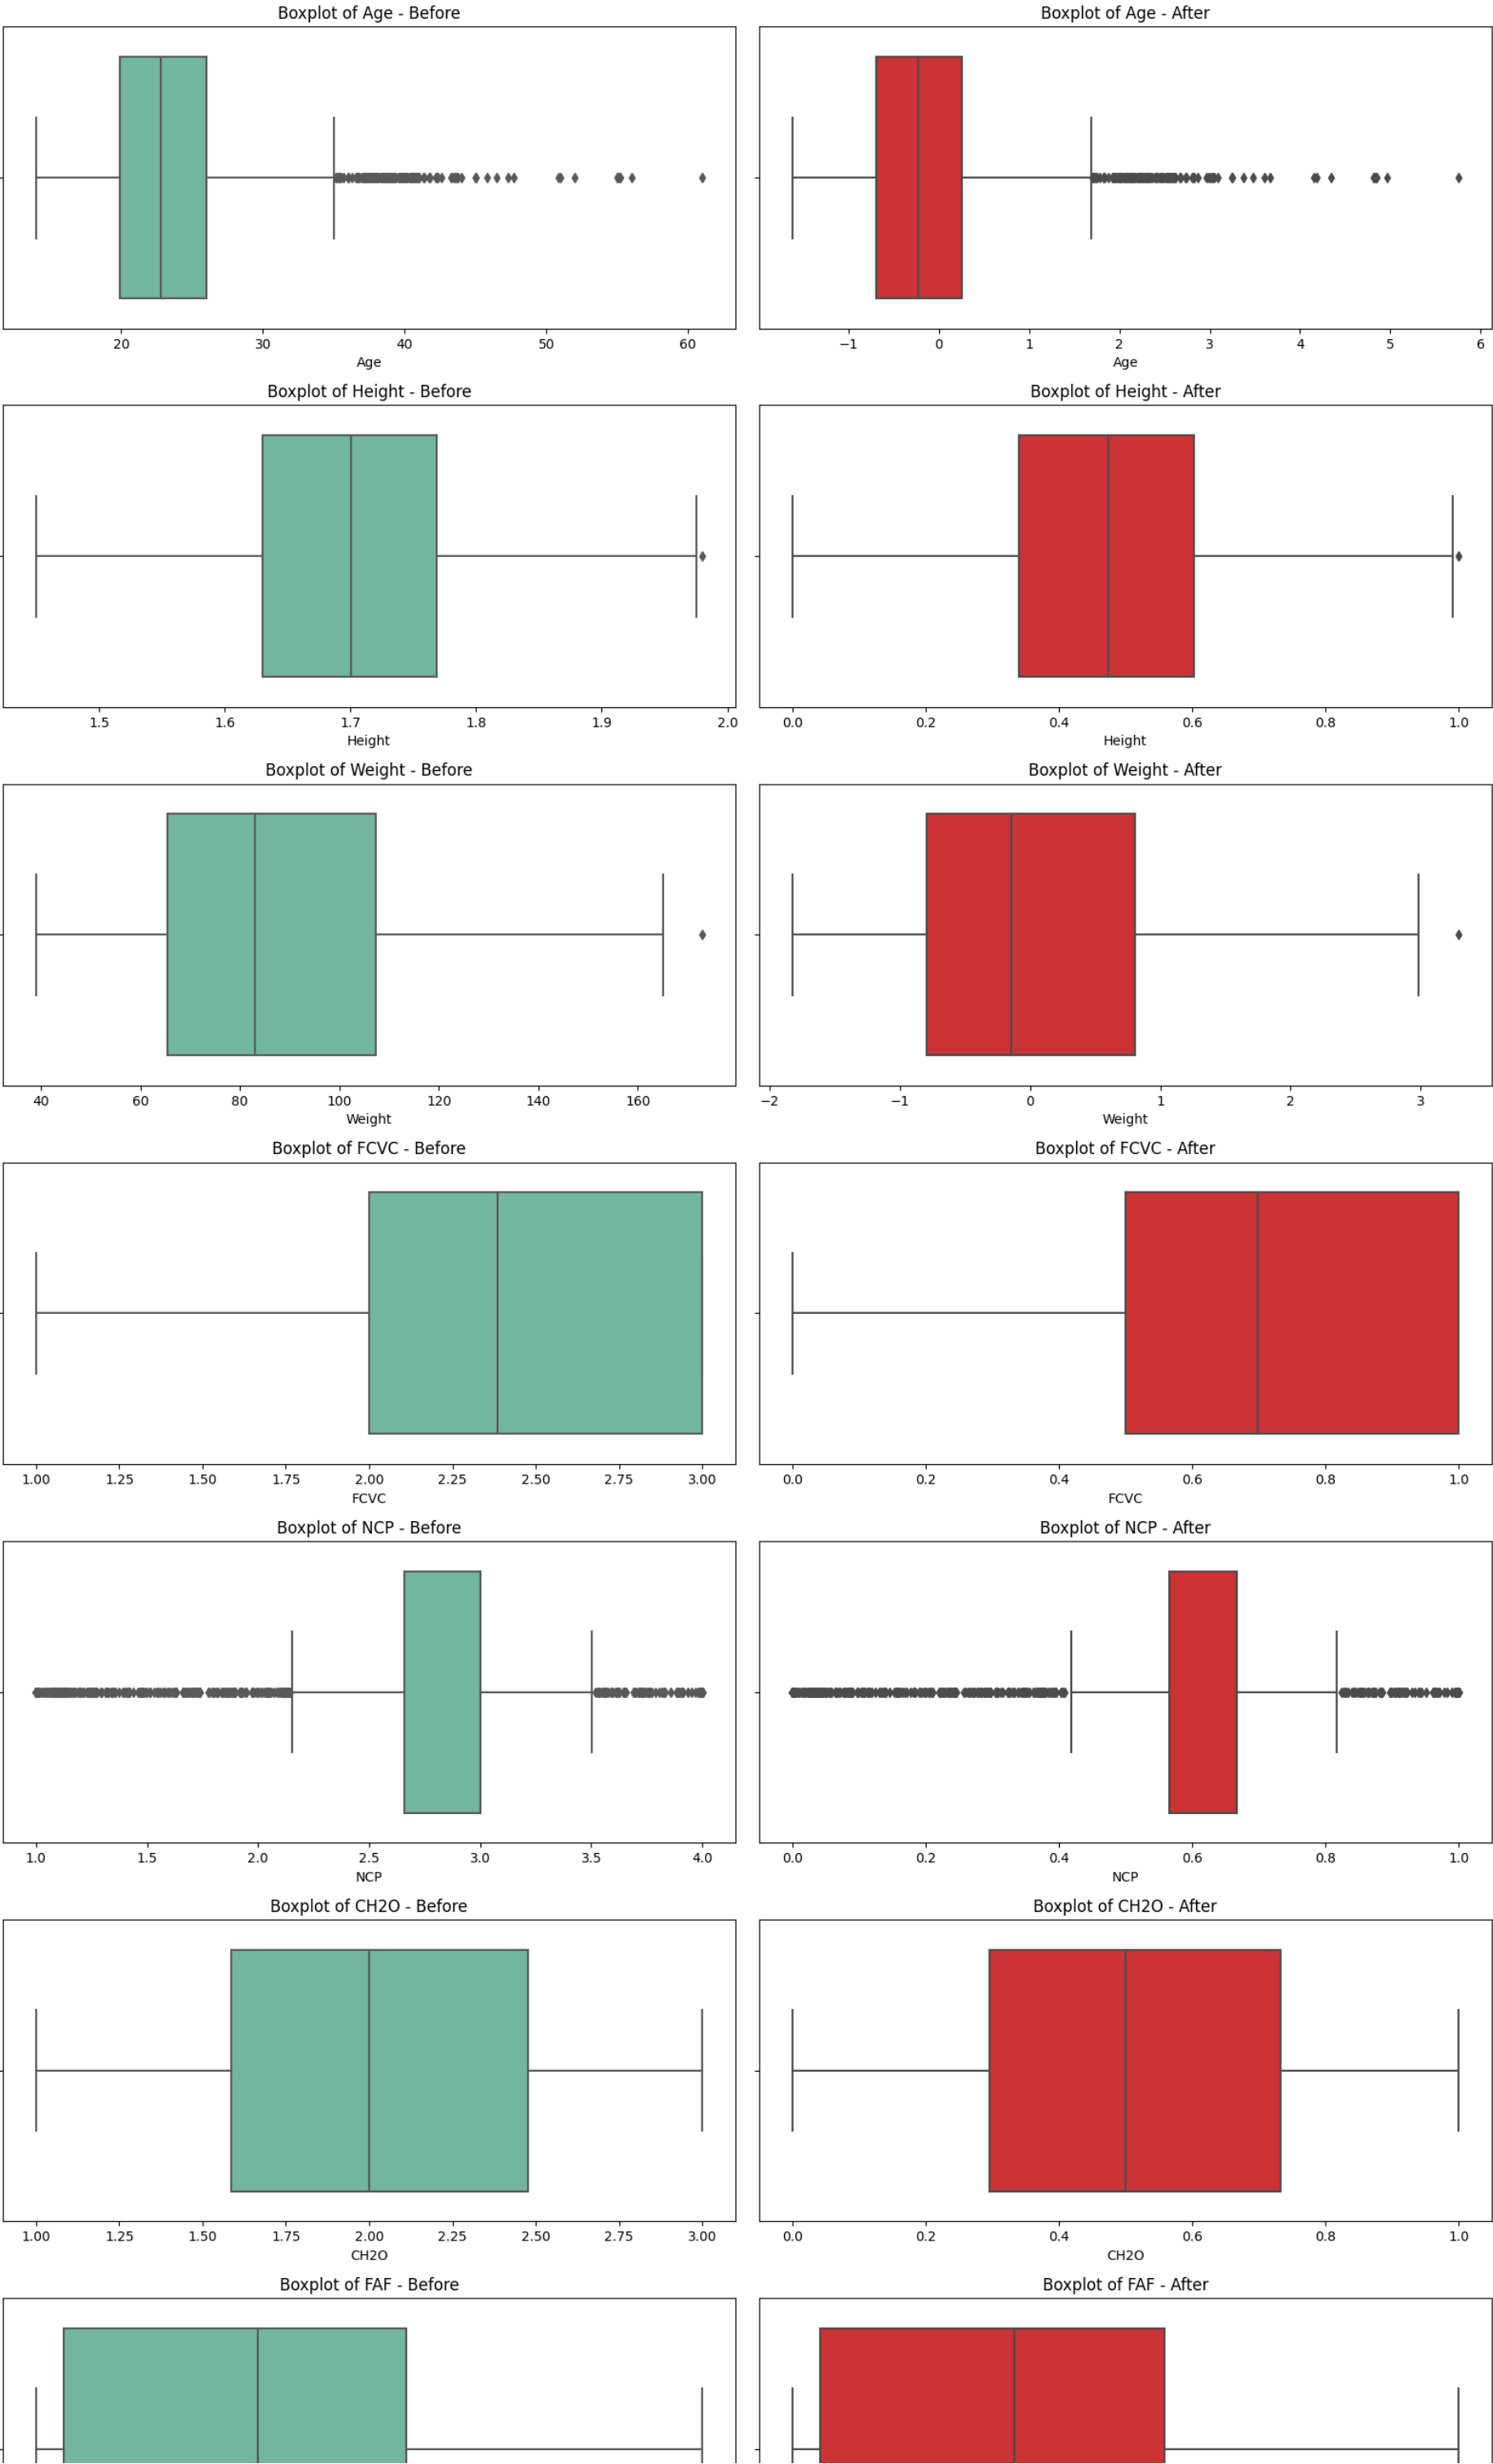 Boxplot of Age - Before
Boxplot of Age - After
20 30 40 50 60
−1 0 1 2 3 4 5 6
Age
Age
Boxplot of Height - Before
Boxplot of Height - After
1.5 1.6 1.7 1.8 1.9 2.0
0.0 0.2 0.4 0.6 0.8 1.0
Height
Height
Boxplot of Weight - Before
Boxplot of Weight - After
40 60 80 100 120 140 160
−2 −1 0 1 2 3
Weight
Weight
Boxplot of FCVC - Before
Boxplot of FCVC - After
1.00 1.25 1.50 1.75 2.00 2.25 2.50 2.75 3.00
0.0 0.2 0.4 0.6 0.8 1.0
FCVC
FCVC
Boxplot of NCP - Before
Boxplot of NCP - After
1.0 1.5 2.0 2.5 3.0 3.5 4.0
0.0 0.2 0.4 0.6 0.8 1.0
NCP
NCP
Boxplot of CH2O - Before
Boxplot of CH2O - After
1.00 1.25 1.50 1.75 2.00 2.25 2.50 2.75 3.00
0.0 0.2 0.4 0.6 0.8 1.0
CH2O
CH2O
Boxplot of FAF - Before
Boxplot of FAF - After